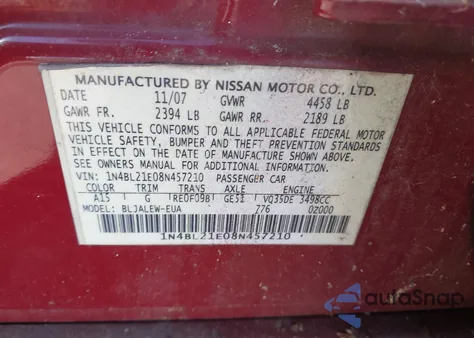 MANUFACTURED BY NISSAN MOTOR CO., LTD.
DATE 11/07 GVWR 4458 LB
GAWR FR. 2394 LB GAWR RR. 2189 LB
THIS VEHICLE CONFORMS TO ALL APPLICABLE FEDERAL MOTOR
VEHICLE SAFETY, BUMPER AND THEFT PREVENTION STANDARDS
IN EFFECT ON THE DATE OF MANUFACTURE SHOWN ABOVE.
SEE OWNERS MANUAL FOR ADDITIONAL INFORMATION
VIN: 1N4BL21E08N457210 PASSENGER CAR
COLOR TRIM TRANS AXLE ENGINE
A15 G RE0F09B GE52 VQ35DE 3498CC
MODEL: BLJALEW-EUA 776 02000
1N4BL21E08N457210
autoSnap